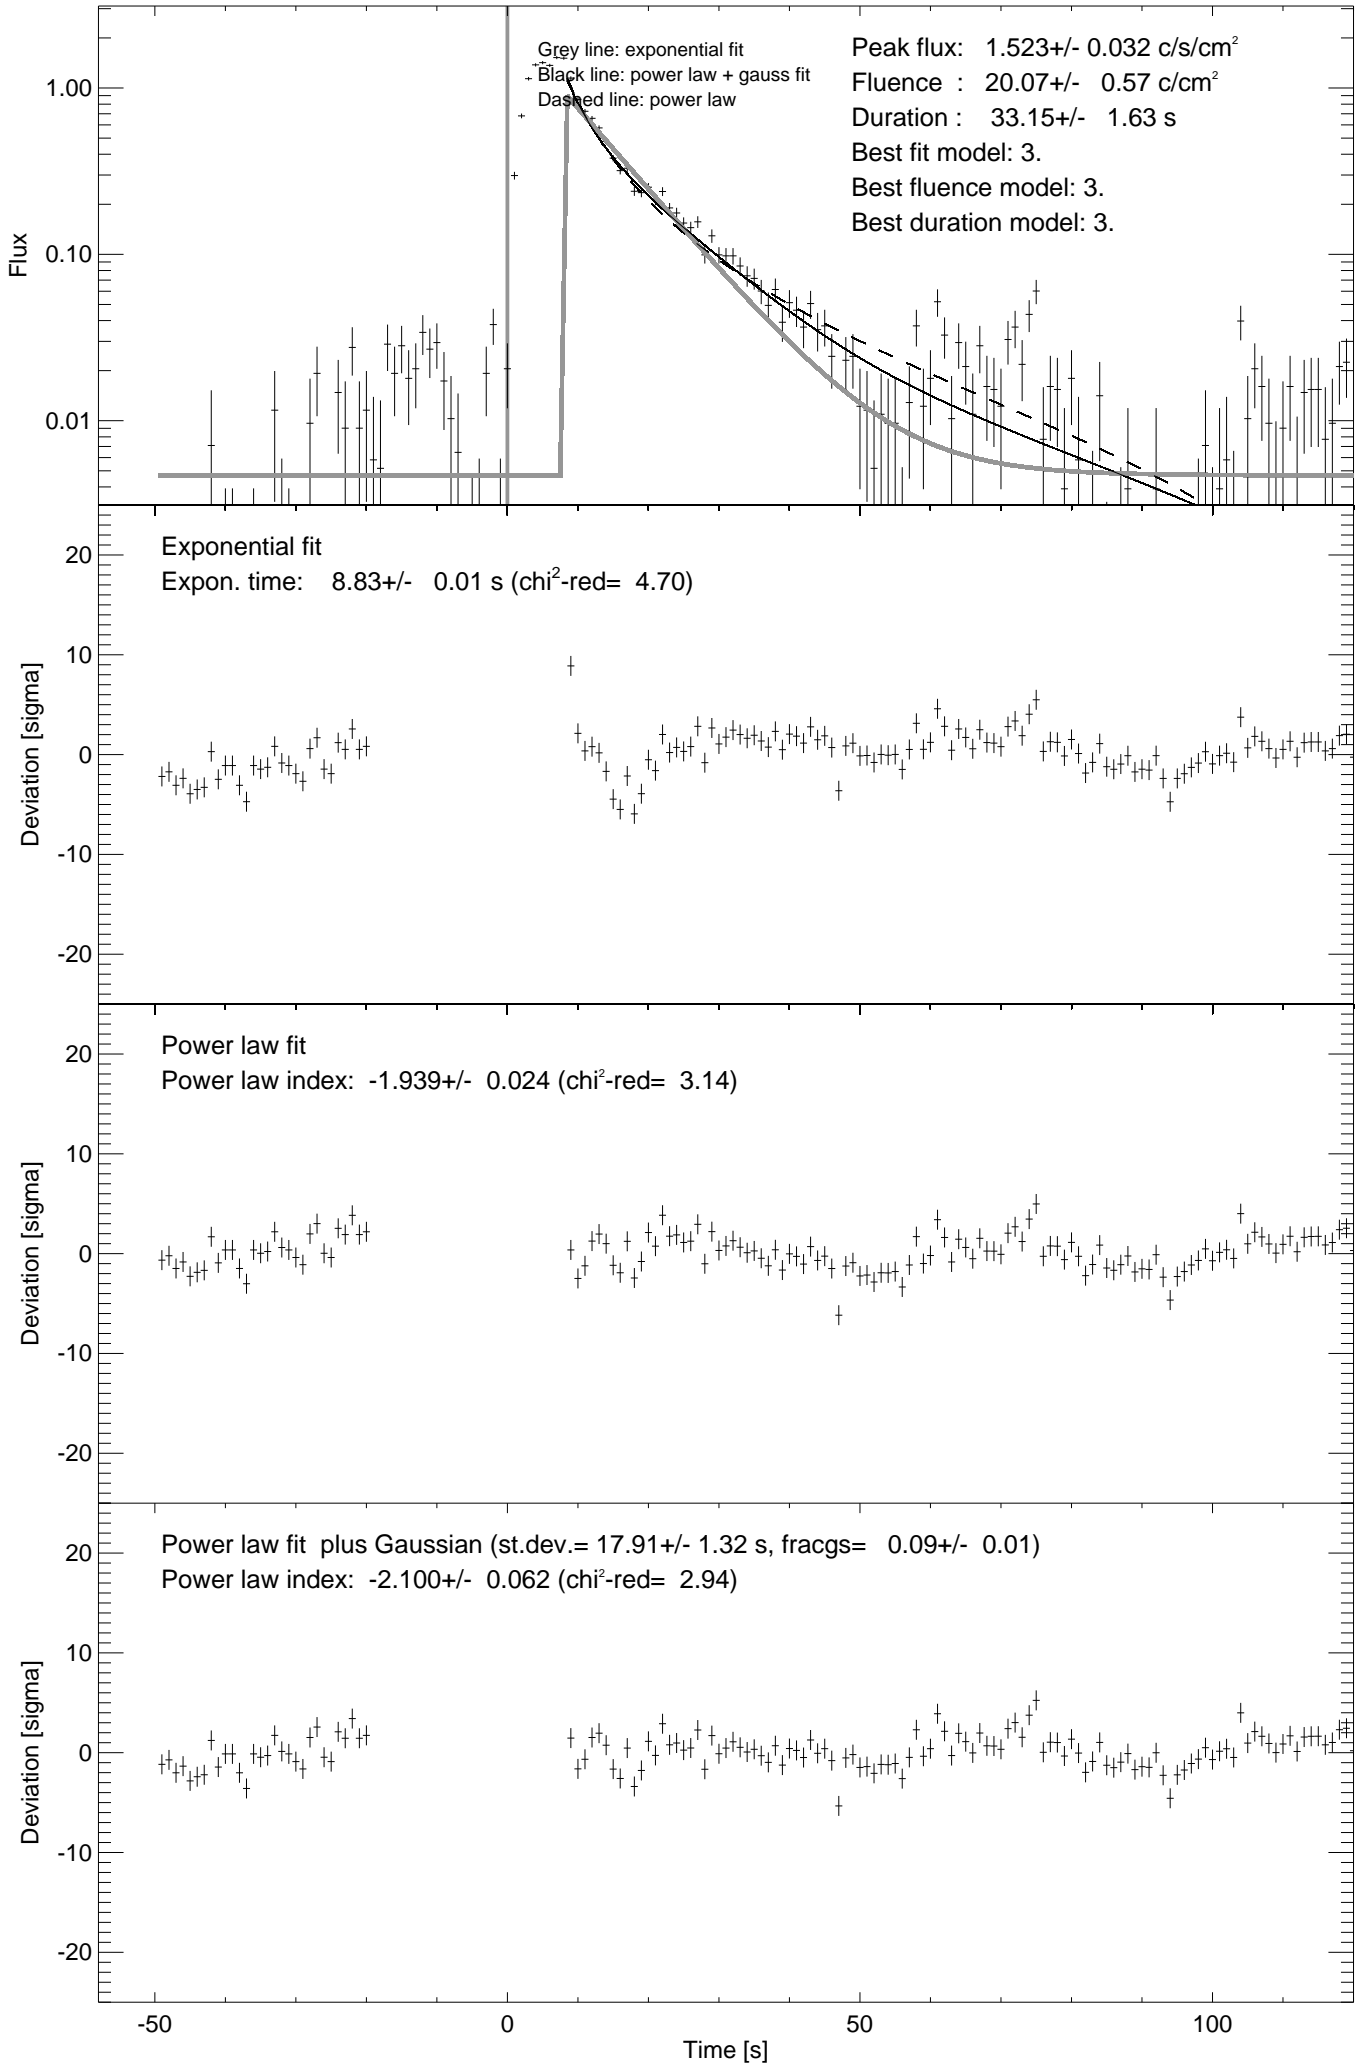 Grey line: exponential fit
Black line: power law + gauss fit
Dashed line: power law
Peak flux: 1.523+/- 0.032 c/s/cm²
Fluence : 20.07+/- 0.57 c/cm²
Duration : 33.15+/- 1.63 s
Best fit model: 3.
Best fluence model: 3.
Best duration model: 3.
1.00
0.10
0.01
Flux
Exponential fit
Expon. time: 8.83+/- 0.01 s (chi²-red= 4.70)
20
10
0
-10
-20
Deviation [sigma]
Power law fit
Power law index: -1.939+/- 0.024 (chi²-red= 3.14)
20
10
0
-10
-20
Deviation [sigma]
Power law fit plus Gaussian (st.dev.= 17.91+/- 1.32 s, fracgs= 0.09+/- 0.01)
Power law index: -2.100+/- 0.062 (chi²-red= 2.94)
20
10
0
-10
-20
Deviation [sigma]
-50 0 50 100
Time [s]